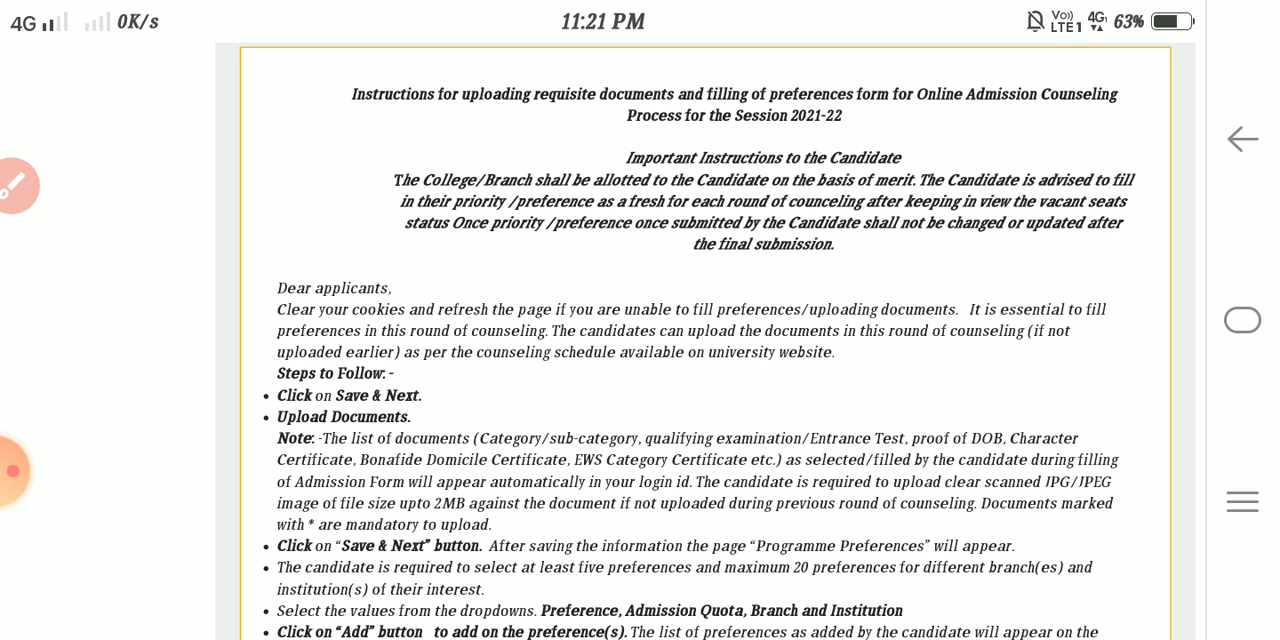 4G 0K/s 11:21 PM Vo)) LTE 1 4G 63%
Instructions for uploading requisite documents and filling of preferences form for Online Admission Counseling
Process for the Session 2021-22
Important Instructions to the Candidate
The College/Branch shall be allotted to the Candidate on the basis of merit. The Candidate is advised to fill
in their priority /preference as a fresh for each round of counceling after keeping in view the vacant seats
status Once priority /preference once submitted by the Candidate shall not be changed or updated after
the final submission.
Dear applicants,
Clear your cookies and refresh the page if you are unable to fill preferences/uploading documents. It is essential to fill
preferences in this round of counseling. The candidates can upload the documents in this round of counseling (if not
uploaded earlier) as per the counseling schedule available on university website.
Steps to Follow: -
• Click on Save & Next.
• Upload Documents.
Note: -The list of documents (Category/sub-category, qualifying examination/Entrance Test, proof of DOB, Character
Certificate, Bonafide Domicile Certificate, EWS Category Certificate etc.) as selected/filled by the candidate during filling
of Admission Form will appear automatically in your login id. The candidate is required to upload clear scanned JPG/JPEG
image of file size upto 2MB against the document if not uploaded during previous round of counseling. Documents marked
with * are mandatory to upload.
• Click on “Save & Next” button. After saving the information the page “Programme Preferences” will appear.
• The candidate is required to select at least five preferences and maximum 20 preferences for different branch(es) and
institution(s) of their interest.
• Select the values from the dropdowns. Preference, Admission Quota, Branch and Institution
• Click on “Add” button to add on the preference(s). The list of preferences as added by the candidate will appear on the